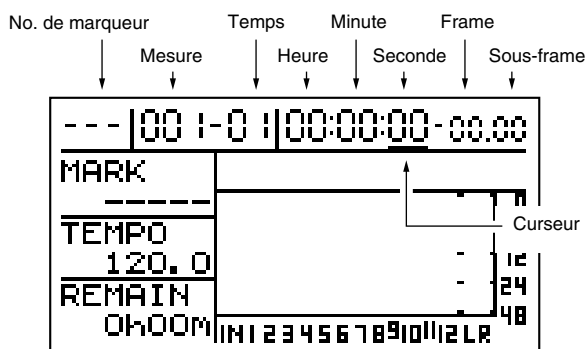 No. de marqueur Temps Minute Frame
Mesure Heure Seconde Sous-frame
--- 001-01 00:00:00-00.00
MARK
-----
Curseur
TEMPO
120.0
12
REMAIN
24
0h00m
48
IN 1 2 3 4 5 6 7 8 9 10 11 12 L R